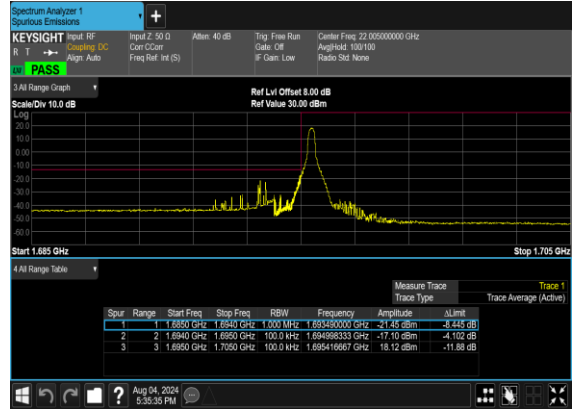 Spectrum Analyzer 1
Spurious Emissions
+
KEYSIGHT Input: RF Input Z: 50 Ω Atten: 40 dB Trig: Free Run Center Freq: 22.005000000 GHz
R T Coupling: DC Corr CCorr Gate: Off Avg|Hold: 100/100
Align: Auto Freq Ref: Int (S) IF Gain: Low Radio Std: None
PASS
3 All Range Graph
Ref Lvl Offset 8.00 dB
Scale/Div 10.0 dB Ref Value 30.00 dBm
Log
20.0
10.0
0.00
-10.0
-20.0
-30.0
-40.0
-50.0
-60.0
Start 1.685 GHz Stop 1.705 GHz
4 All Range Table
Measure Trace Trace 1
Trace Type Trace Average (Active)
Spur Range Start Freq Stop Freq RBW Frequency Amplitude ΔLimit
1 1 1.6850 GHz 1.6940 GHz 1.000 MHz 1.693490000 GHz -21.45 dBm -8.445 dB
2 2 1.6940 GHz 1.6950 GHz 100.0 kHz 1.694998333 GHz -17.10 dBm -4.102 dB
3 3 1.6950 GHz 1.7050 GHz 100.0 kHz 1.695416667 GHz 18.12 dBm -11.88 dB
? Aug 04, 2024
5:35:35 PM